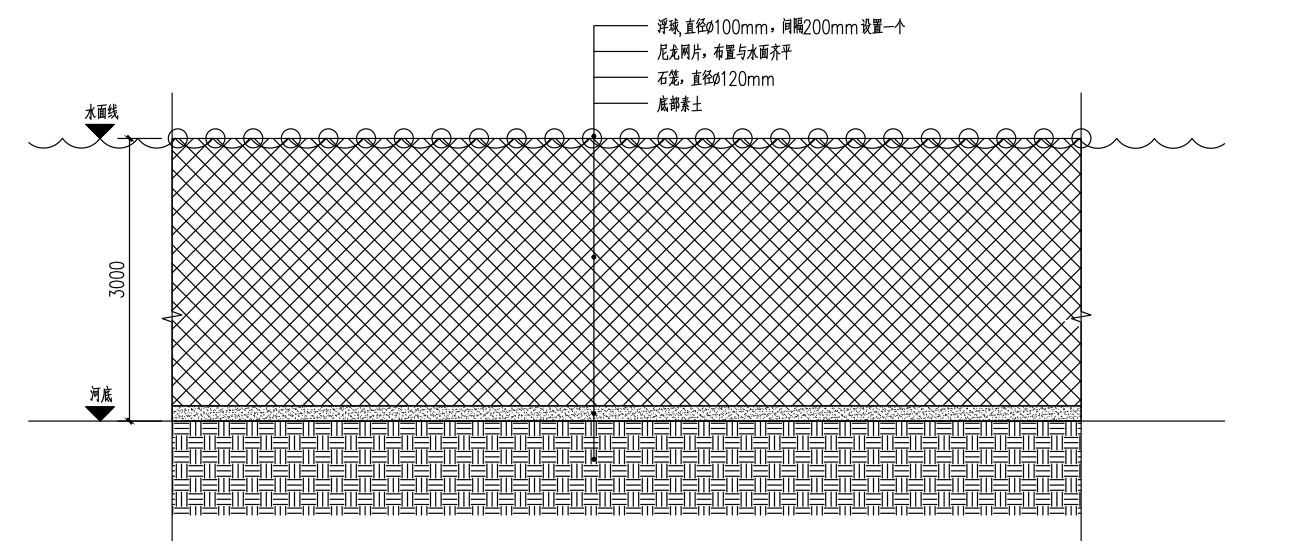 浮球,直径Ø100mm，间隔200mm设置一个
尼龙网片，布置与水面齐平
石笼，直径Ø120mm
底部素土
水面线
3000
河底